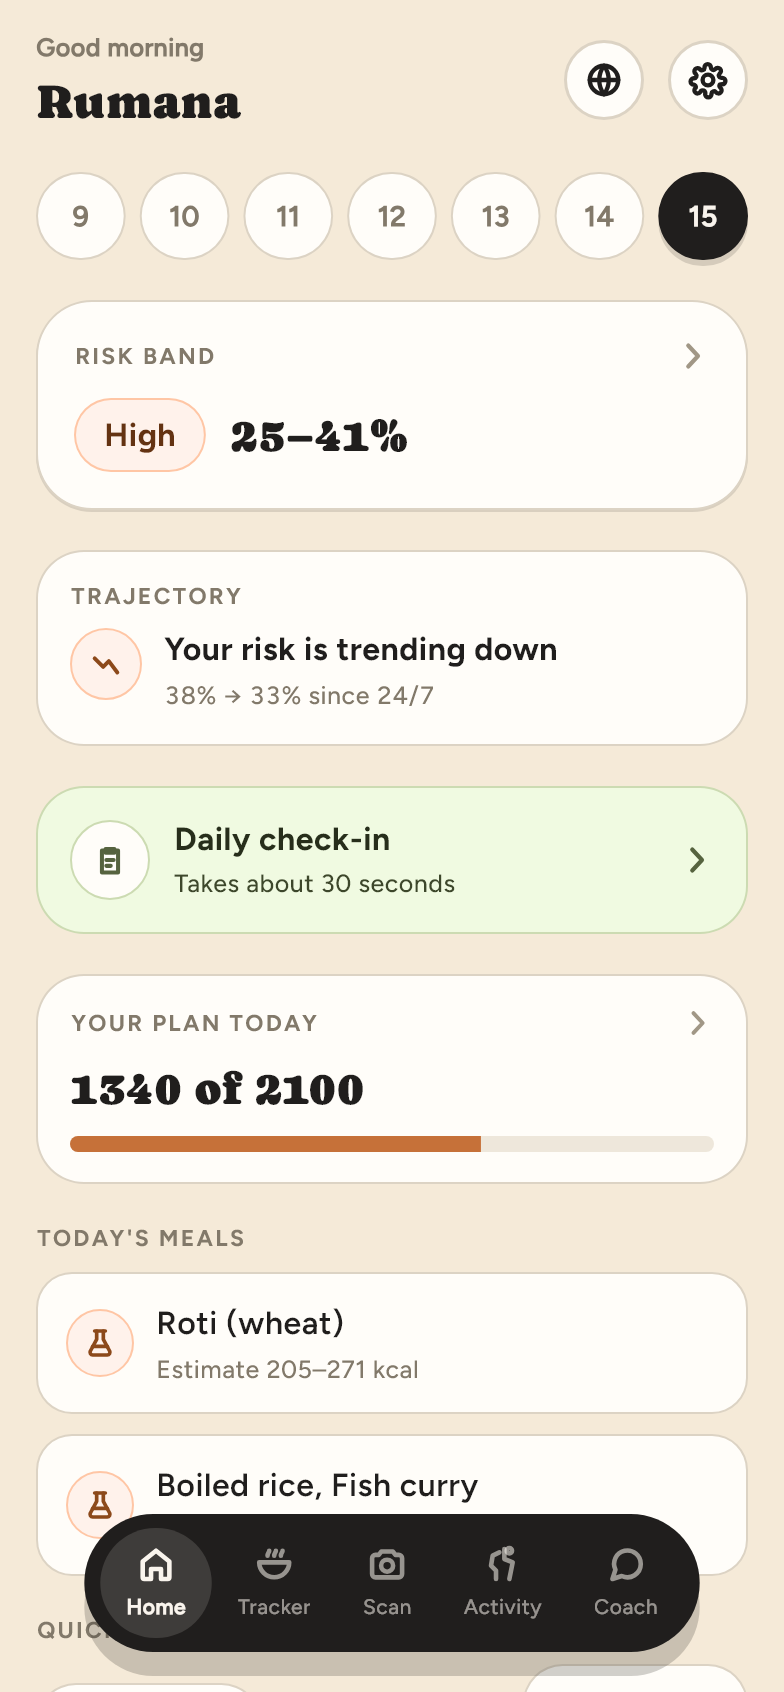 Good morning
Rumana
9 10 11 12 13 14 15
RISK BAND
High 25–41%
TRAJECTORY
Your risk is trending down
38% → 33% since 24/7
Daily check-in
Takes about 30 seconds
YOUR PLAN TODAY
1340 of 2100
TODAY'S MEALS
Roti (wheat)
Estimate 205–271 kcal
Boiled rice, Fish curry
Home Tracker Scan Activity Coach